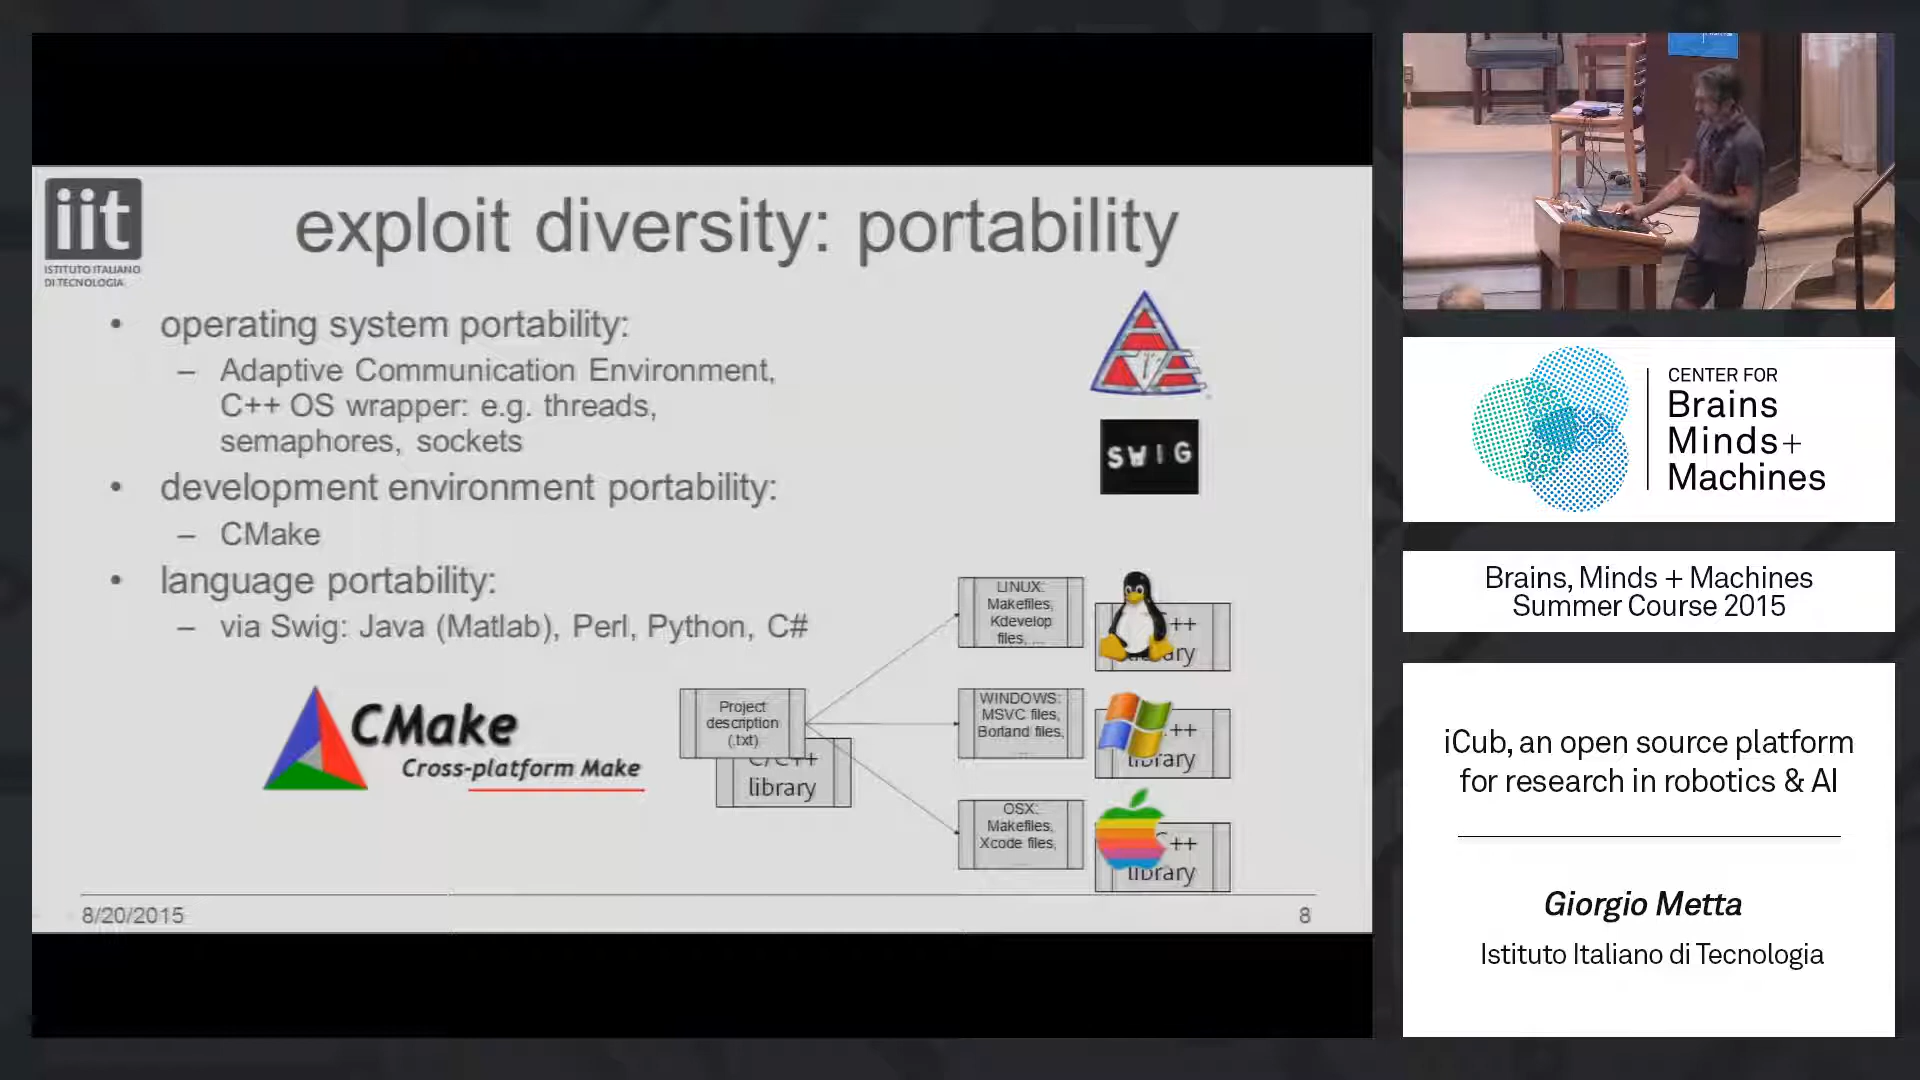 iit
ISTITUTO ITALIANO
DI TECNOLOGIA
exploit diversity: portability
• operating system portability:
– Adaptive Communication Environment,
C++ OS wrapper: e.g. threads,
semaphores, sockets
• development environment portability:
– CMake
• language portability:
– via Swig: Java (Matlab), Perl, Python, C#
SWIG
CMake
Cross-platform Make
Project
description
(.txt)
C/C++
library
LINUX:
Makefiles,
Kdevelop
files, ...
++
WINDOWS:
MSVC files,
Borland files,
...
++
library
OSX:
Makefiles,
Xcode files,
++
library
8/20/2015
8
CENTER FOR
Brains
Minds+
Machines
Brains, Minds + Machines
Summer Course 2015
iCub, an open source platform
for research in robotics & AI
Giorgio Metta
Istituto Italiano di Tecnologia